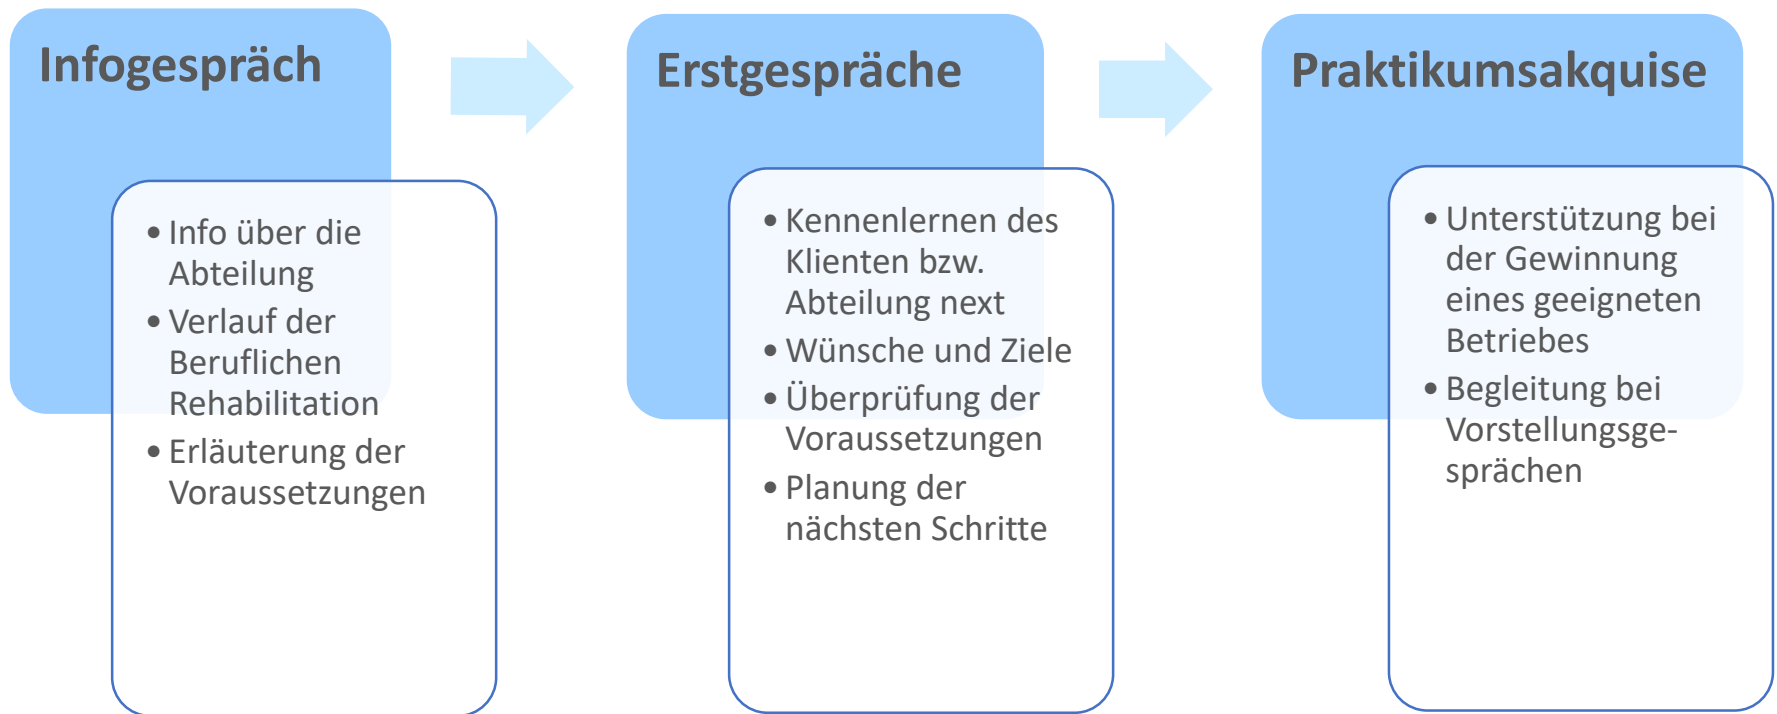 Infogespräch
• Info über die
Abteilung
• Verlauf der
Beruflichen
Rehabilitation
• Erläuterung der
Voraussetzungen
Erstgespräche
• Kennenlernen des
Klienten bzw.
Abteilung next
• Wünsche und Ziele
• Überprüfung der
Voraussetzungen
• Planung der
nächsten Schritte
Praktikumsakquise
• Unterstützung bei
der Gewinnung
eines geeigneten
Betriebes
• Begleitung bei
Vorstellungsge-
sprächen